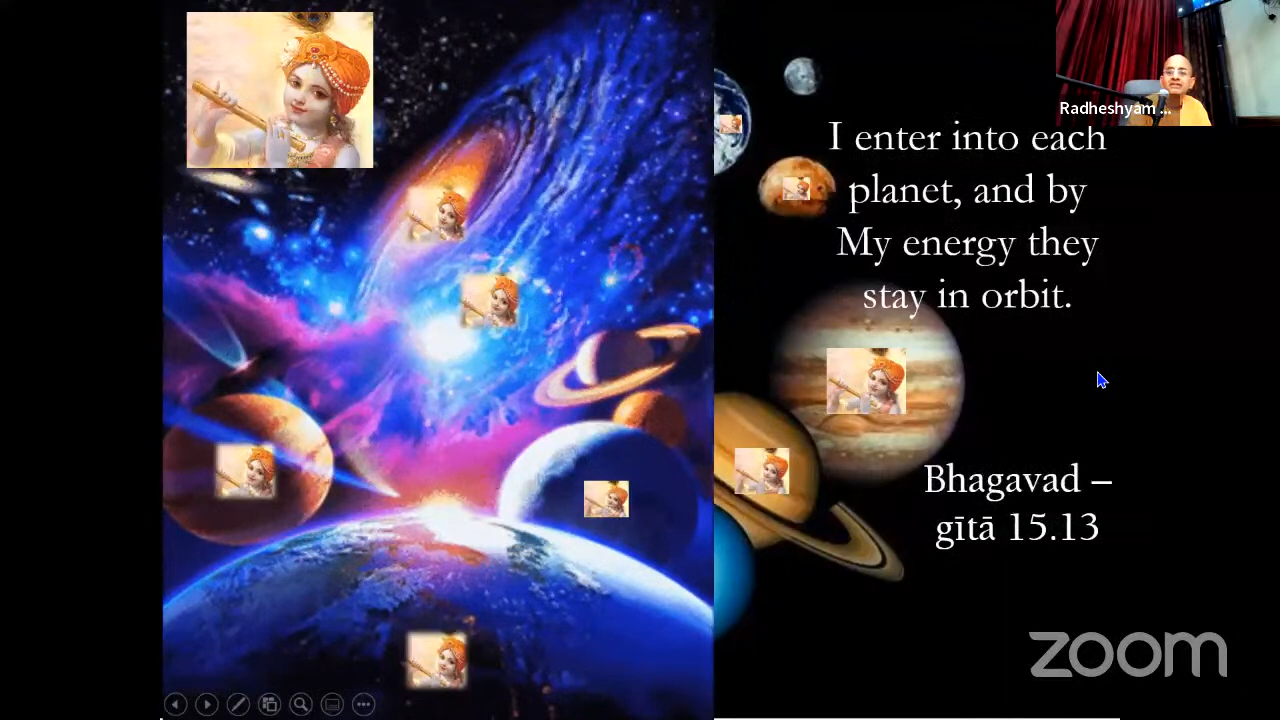 Radheshyam ...
I enter into each
planet, and by
My energy they
stay in orbit.
Bhagavad –
gītā 15.13
zoom